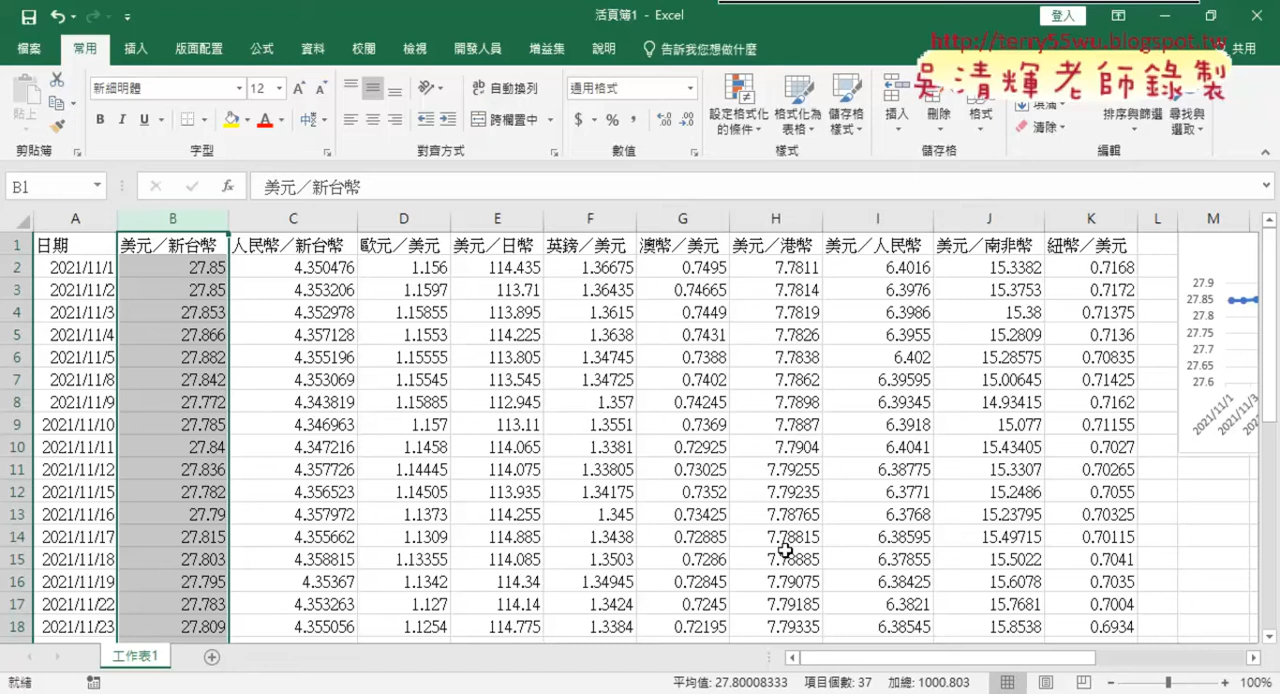 活頁簿1 - Excel
登入
檔案 常用 插入 版面配置 公式 資料 校閱 檢視 開發人員 增益集 說明 告訴我您想做什麼 共用
http://terry55wu.blogspot.tw
吳清輝老師錄製
貼上
新細明體 12
B I U
自動換列
跨欄置中
通用格式
$ % ,
設定格式化的條件
格式化為表格
儲存格樣式
插入 刪除 格式
填滿
清除
排序與篩選 尋找與選取
剪貼簿 字型 對齊方式 數值 樣式 儲存格 編輯
B1 fx 美元／新台幣
A B C D E F G H I J K L M
1 日期 美元／新台幣 人民幣／新台幣 歐元／美元 美元／日幣 英鎊／美元 澳幣／美元 美元／港幣 美元／人民幣 美元／南非幣 紐幣／美元
2 2021/11/1 27.85 4.350476 1.156 114.435 1.36675 0.7495 7.7811 6.4016 15.3382 0.7168
3 2021/11/2 27.85 4.353206 1.1597 113.71 1.36435 0.74665 7.7814 6.3976 15.3753 0.7172
4 2021/11/3 27.853 4.352978 1.15855 113.895 1.3615 0.7449 7.7819 6.3986 15.38 0.71375
5 2021/11/4 27.866 4.357128 1.1553 114.225 1.3638 0.7431 7.7826 6.3955 15.2809 0.7136
6 2021/11/5 27.882 4.355196 1.15555 113.805 1.34745 0.7388 7.7838 6.402 15.28575 0.70835
7 2021/11/8 27.842 4.353069 1.15545 113.545 1.34725 0.7402 7.7862 6.39595 15.00645 0.71425
8 2021/11/9 27.772 4.343819 1.15885 112.945 1.357 0.74245 7.7898 6.39345 14.93415 0.7162
9 2021/11/10 27.785 4.346963 1.157 113.11 1.3551 0.7369 7.7887 6.3918 15.077 0.71155
10 2021/11/11 27.84 4.347216 1.1458 114.065 1.3381 0.72925 7.7904 6.4041 15.43405 0.7027
11 2021/11/12 27.836 4.357726 1.14445 114.075 1.33805 0.73025 7.79255 6.38775 15.3307 0.70265
12 2021/11/15 27.782 4.356523 1.14505 113.935 1.34175 0.7352 7.79235 6.3771 15.2486 0.7055
13 2021/11/16 27.79 4.357972 1.1373 114.255 1.345 0.73425 7.78765 6.3768 15.23795 0.70325
14 2021/11/17 27.815 4.355662 1.1309 114.885 1.3438 0.72885 7.78815 6.38595 15.49715 0.70115
15 2021/11/18 27.803 4.358815 1.13355 114.085 1.3503 0.7286 7.78885 6.37855 15.5022 0.7041
16 2021/11/19 27.795 4.35367 1.1342 114.34 1.34945 0.72845 7.79075 6.38425 15.6078 0.7035
17 2021/11/22 27.783 4.353263 1.127 114.14 1.3424 0.7245 7.79185 6.3821 15.7681 0.7004
18 2021/11/23 27.809 4.355056 1.1254 114.775 1.3384 0.72195 7.79335 6.38545 15.8538 0.6934
27.9
27.85
27.8
27.75
27.7
27.65
27.6
2021/11/1
2021/11/3
工作表1
就緒 平均值: 27.80008333 項目個數: 37 加總: 1000.803 100%